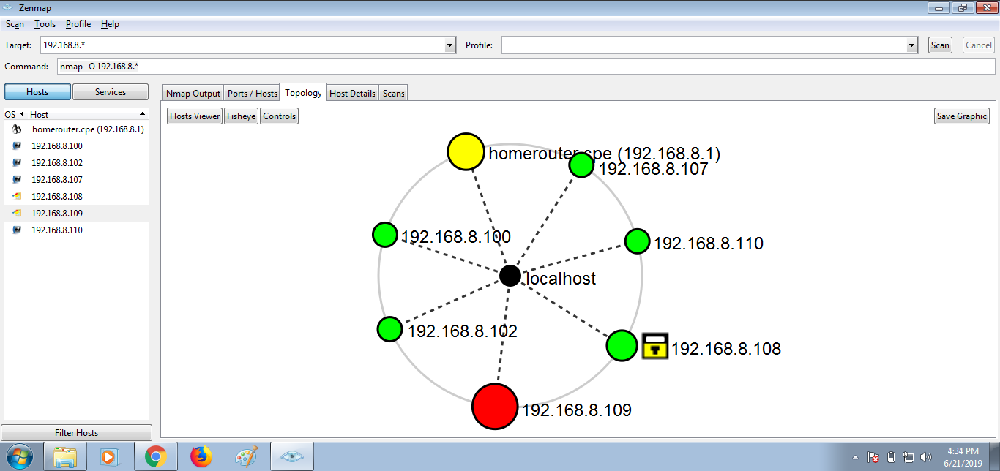 Zenmap
Scan Tools Profile Help
Target: 192.168.8.* Profile: Scan Cancel
Command: nmap -O 192.168.8.*
Hosts Services
Nmap Output Ports / Hosts Topology Host Details Scans
OS Host
homerouter.cpe (192.168.8.1)
192.168.8.100
192.168.8.102
192.168.8.107
192.168.8.108
192.168.8.109
192.168.8.110
Filter Hosts
Hosts Viewer Fisheye Controls Save Graphic
homerouter.cpe (192.168.8.1)
192.168.8.107
192.168.8.100
192.168.8.110
localhost
192.168.8.102
192.168.8.108
192.168.8.109
4:34 PM
6/21/2019